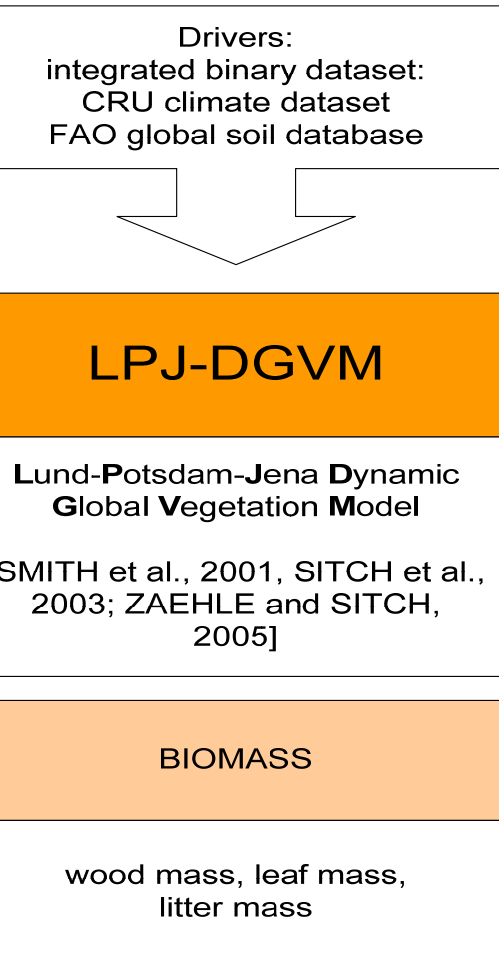 Drivers:
integrated binary dataset:
CRU climate dataset
FAO global soil database
LPJ-DGVM
Lund-Potsdam-Jena Dynamic
Global Vegetation Model
SMITH et al., 2001, SITCH et al.,
2003; ZAEHLE and SITCH,
2005]
BIOMASS
wood mass, leaf mass,
litter mass